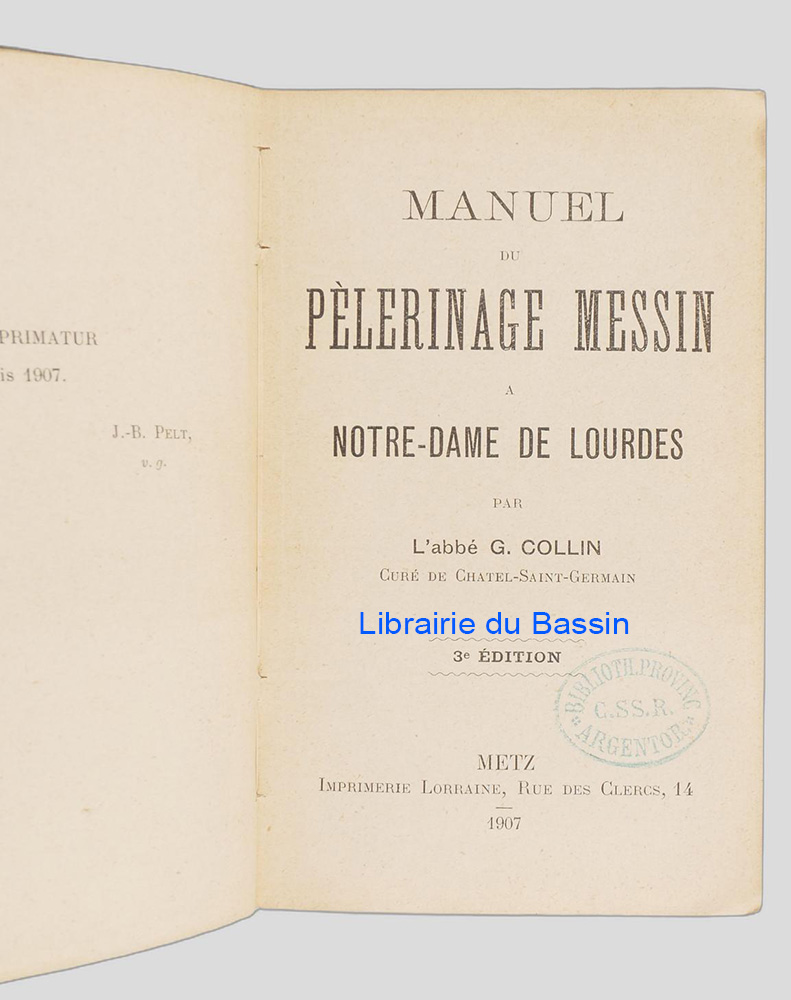 PRIMATUR
is 1907.
J.-B. PELT,
v. g.
MANUEL
DU
PÈLERINAGE MESSIN
A
NOTRE-DAME DE LOURDES
PAR
L'abbé G. COLLIN
CURÉ DE CHATEL-SAINT-GERMAIN
Librairie du Bassin
3e ÉDITION
BIBLIOTH.PROVINC
C.SS.R.
ARGENTOR.
METZ
IMPRIMERIE LORRAINE, RUE DES CLERCS, 14
1907